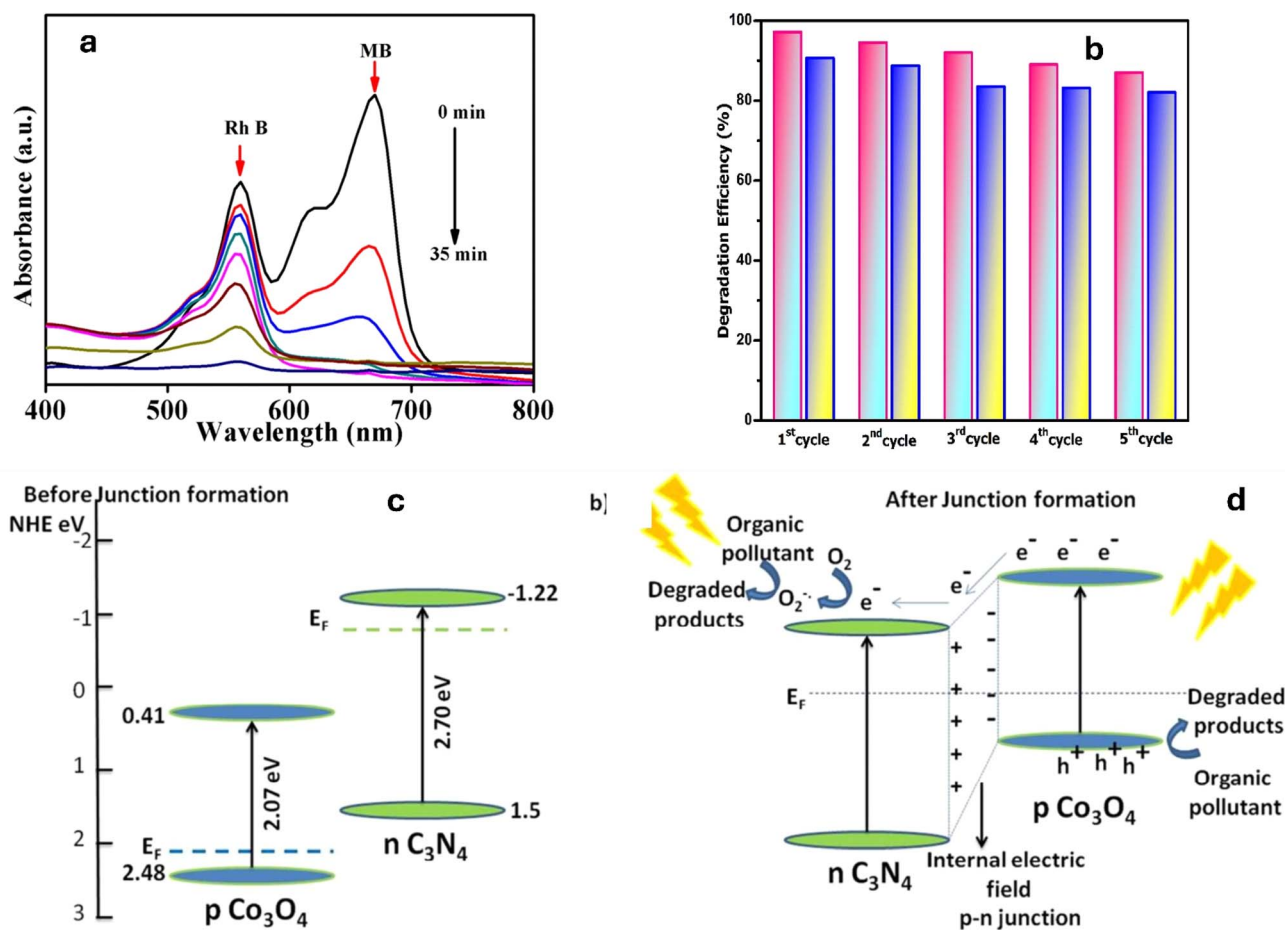 a
MB
0 min
Rh B
35 min
Absorbance (a.u.)
400 500 600 700 800
Wavelength (nm)
b
100
80
60
40
20
0
Degradation Efficiency (%)
1st cycle 2nd cycle 3rd cycle 4th cycle 5th cycle
Before Junction formation
c
NHE eV
-2
-1
0
1
2
3
-1.22
EF
2.70 eV
1.5
n C3N4
0.41
2.07 eV
EF
2.48
p Co3O4
b)
After Junction formation
d
Organic
pollutant
O2
Degraded
products
O2-.
e-
e-
e- e- e-
+
+
+
+
+
-
-
-
-
-
EF
Degraded
products
h+ h+ h+
Organic
pollutant
p Co3O4
n C3N4
Internal electric
field
p-n junction